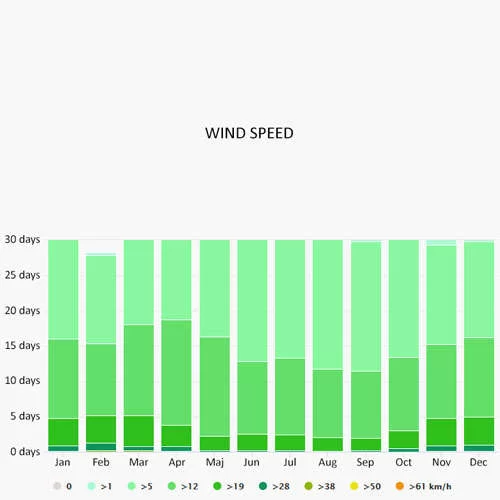 WIND SPEED
30 days
25 days
20 days
15 days
10 days
5 days
0 days
Jan Feb Mar Apr Maj Jun Jul Aug Sep Oct Nov Dec
0 >1 >5 >12 >19 >28 >38 >50 >61 km/h